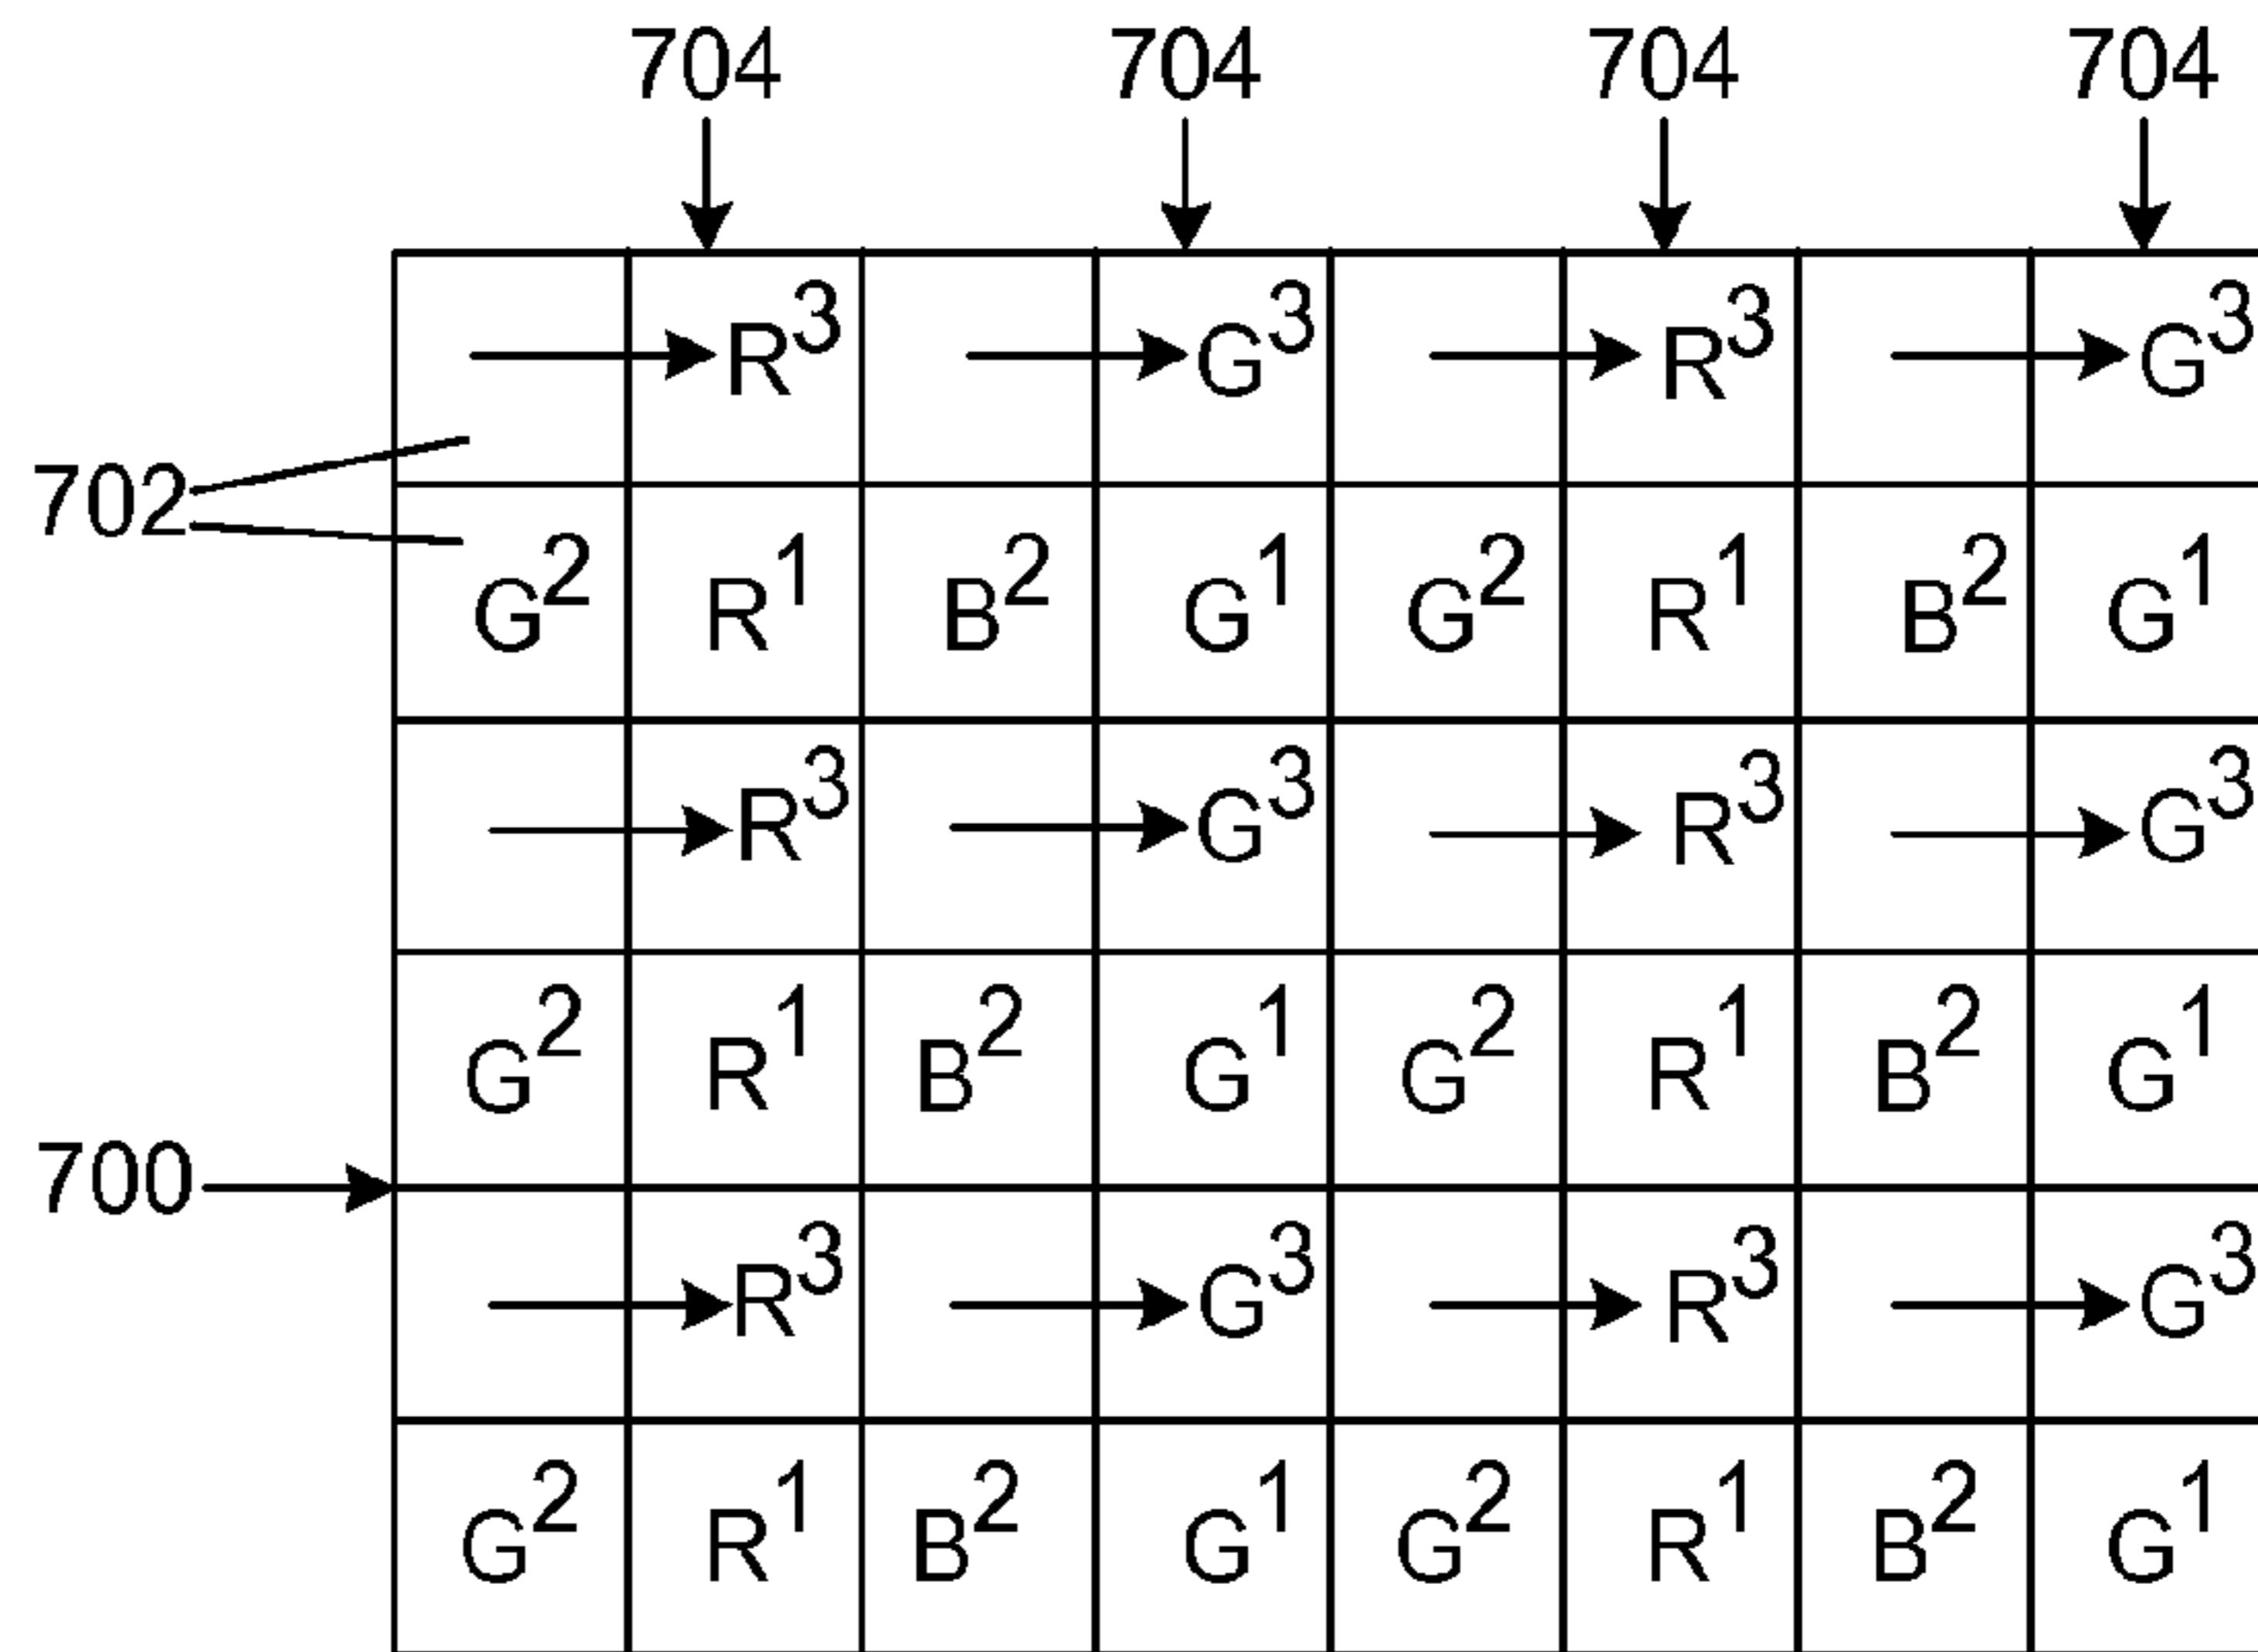 704 704 704 704
R³ G³ R³ G³
702
G² R¹ B² G¹ G² R¹ B² G¹
R³ G³ R³ G³
G² R¹ B² G¹ G² R¹ B² G¹
700
R³ G³ R³ G³
G² R¹ B² G¹ G² R¹ B² G¹